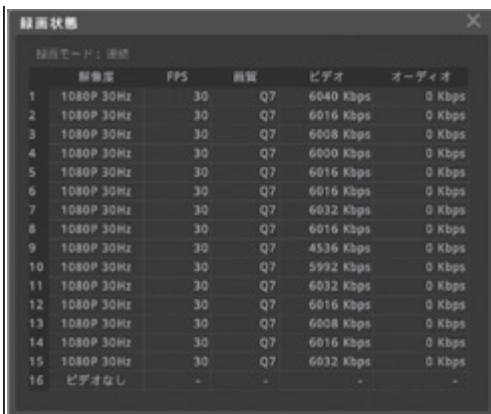 録画状態
録画モード: 連続
解像度 FPS 画質 ビデオ オーディオ
1 1080P 30Hz 30 Q7 6040 Kbps 0 Kbps
2 1080P 30Hz 30 Q7 6016 Kbps 0 Kbps
3 1080P 30Hz 30 Q7 6008 Kbps 0 Kbps
4 1080P 30Hz 30 Q7 6000 Kbps 0 Kbps
5 1080P 30Hz 30 Q7 6016 Kbps 0 Kbps
6 1080P 30Hz 30 Q7 6016 Kbps 0 Kbps
7 1080P 30Hz 30 Q7 6032 Kbps 0 Kbps
8 1080P 30Hz 30 Q7 6016 Kbps 0 Kbps
9 1080P 30Hz 30 Q7 4536 Kbps 0 Kbps
10 1080P 30Hz 30 Q7 5992 Kbps 0 Kbps
11 1080P 30Hz 30 Q7 6032 Kbps 0 Kbps
12 1080P 30Hz 30 Q7 6016 Kbps 0 Kbps
13 1080P 30Hz 30 Q7 6008 Kbps 0 Kbps
14 1080P 30Hz 30 Q7 6016 Kbps 0 Kbps
15 1080P 30Hz 30 Q7 6032 Kbps 0 Kbps
16 ビデオなし - - - -